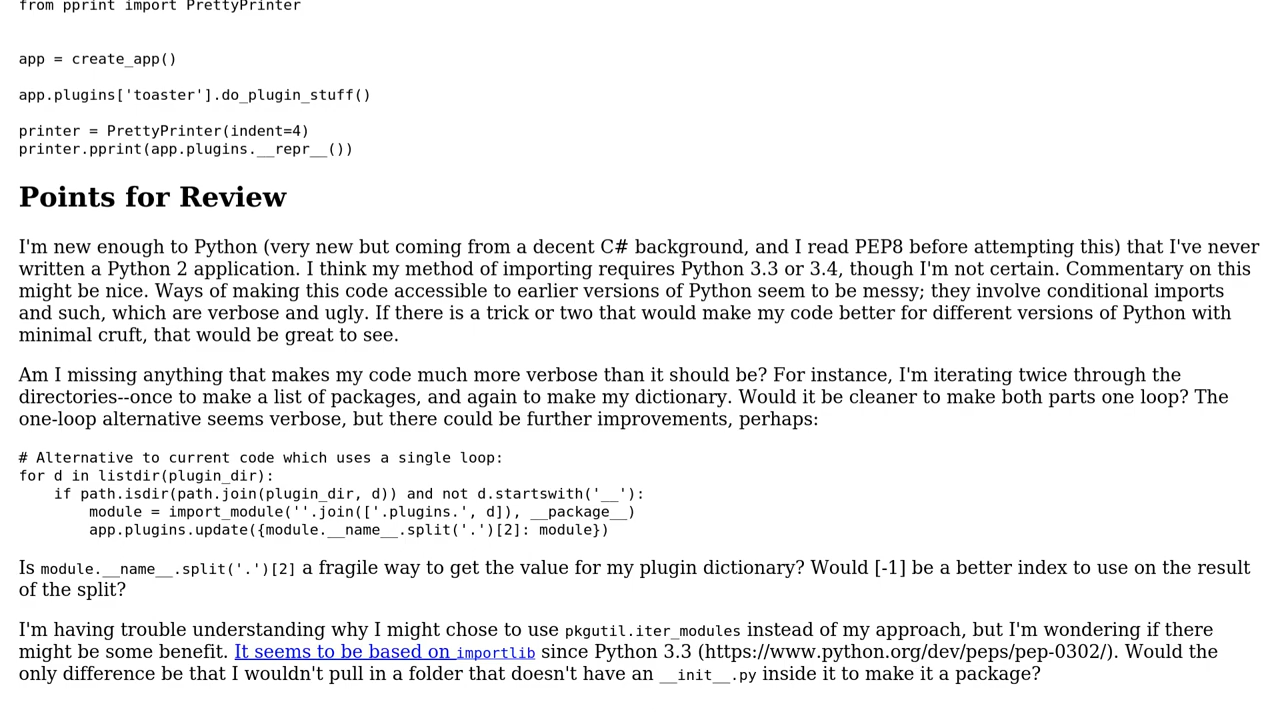 from pprint import PrettyPrinter
app = create_app()
app.plugins['toaster'].do_plugin_stuff()
printer = PrettyPrinter(indent=4)
printer.pprint(app.plugins.__repr__())
Points for Review
I'm new enough to Python (very new but coming from a decent C# background, and I read PEP8 before attempting this) that I've never
written a Python 2 application. I think my method of importing requires Python 3.3 or 3.4, though I'm not certain. Commentary on this
might be nice. Ways of making this code accessible to earlier versions of Python seem to be messy; they involve conditional imports
and such, which are verbose and ugly. If there is a trick or two that would make my code better for different versions of Python with
minimal cruft, that would be great to see.
Am I missing anything that makes my code much more verbose than it should be? For instance, I'm iterating twice through the
directories--once to make a list of packages, and again to make my dictionary. Would it be cleaner to make both parts one loop? The
one-loop alternative seems verbose, but there could be further improvements, perhaps:
# Alternative to current code which uses a single loop:
for d in listdir(plugin_dir):
    if path.isdir(path.join(plugin_dir, d)) and not d.startswith('__'):
        module = import_module(''.join(['.plugins.', d]), __package__)
        app.plugins.update({module.__name__.split('.')[2]: module})
Is module.__name__.split('.')[2] a fragile way to get the value for my plugin dictionary? Would [-1] be a better index to use on the result
of the split?
I'm having trouble understanding why I might chose to use pkgutil.iter_modules instead of my approach, but I'm wondering if there
might be some benefit. It seems to be based on importlib since Python 3.3 (https://www.python.org/dev/peps/pep-0302/). Would the
only difference be that I wouldn't pull in a folder that doesn't have an __init__.py inside it to make it a package?